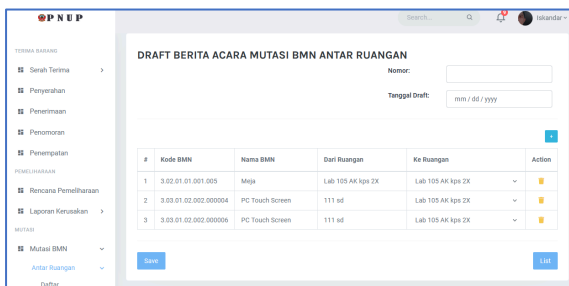 PNUP
Search...
Iskandar
TERIMA BARANG
Serah Terima
Penyerahan
Penerimaan
Penomoran
Penempatan
PEMELIHARAAN
Rencana Pemeliharaan
Laporan Kerusakan
MUTASI
Mutasi BMN
Antar Ruangan
Daftar
DRAFT BERITA ACARA MUTASI BMN ANTAR RUANGAN
Nomor:
Tanggal Draft: mm / dd / yyyy
+
# Kode BMN Nama BMN Dari Ruangan Ke Ruangan Action
1 3.02.01.01.001.005 Meja Lab 105 AK kps 2X Lab 105 AK kps 2X
2 3.03.01.02.002.000004 PC Touch Screen 111 sd Lab 105 AK kps 2X
3 3.03.01.02.002.000006 PC Touch Screen 111 sd Lab 105 AK kps 2X
Save List